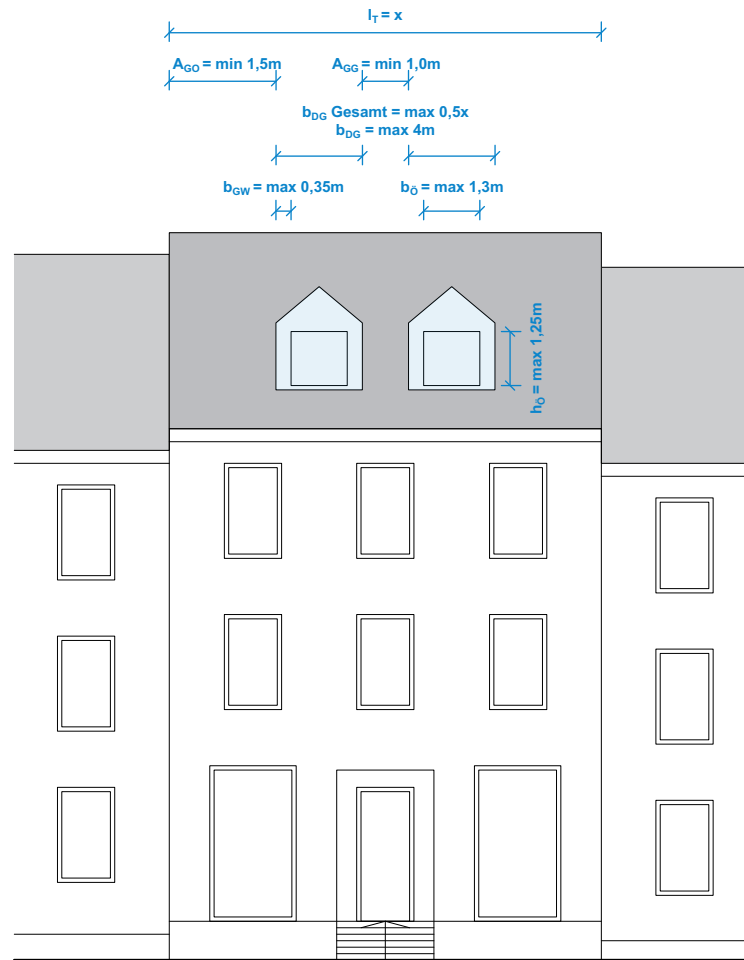 l_T = x
A_GO = min 1,5m
A_GG = min 1,0m
b_DG Gesamt = max 0,5x
b_DG = max 4m
b_GW = max 0,35m
b_Ö = max 1,3m
h_Ö = max 1,25m